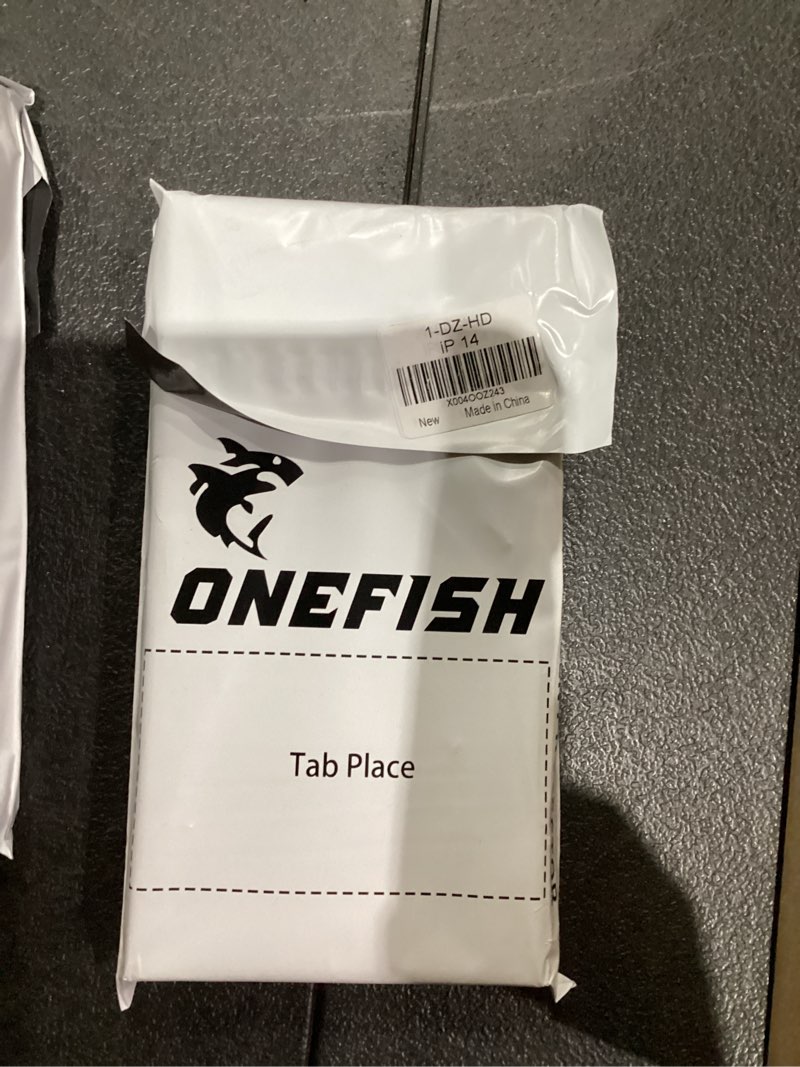 1-DZ-HD
IP 14
X004OOZ243
New Made in China
ONEFISH
Tab Place